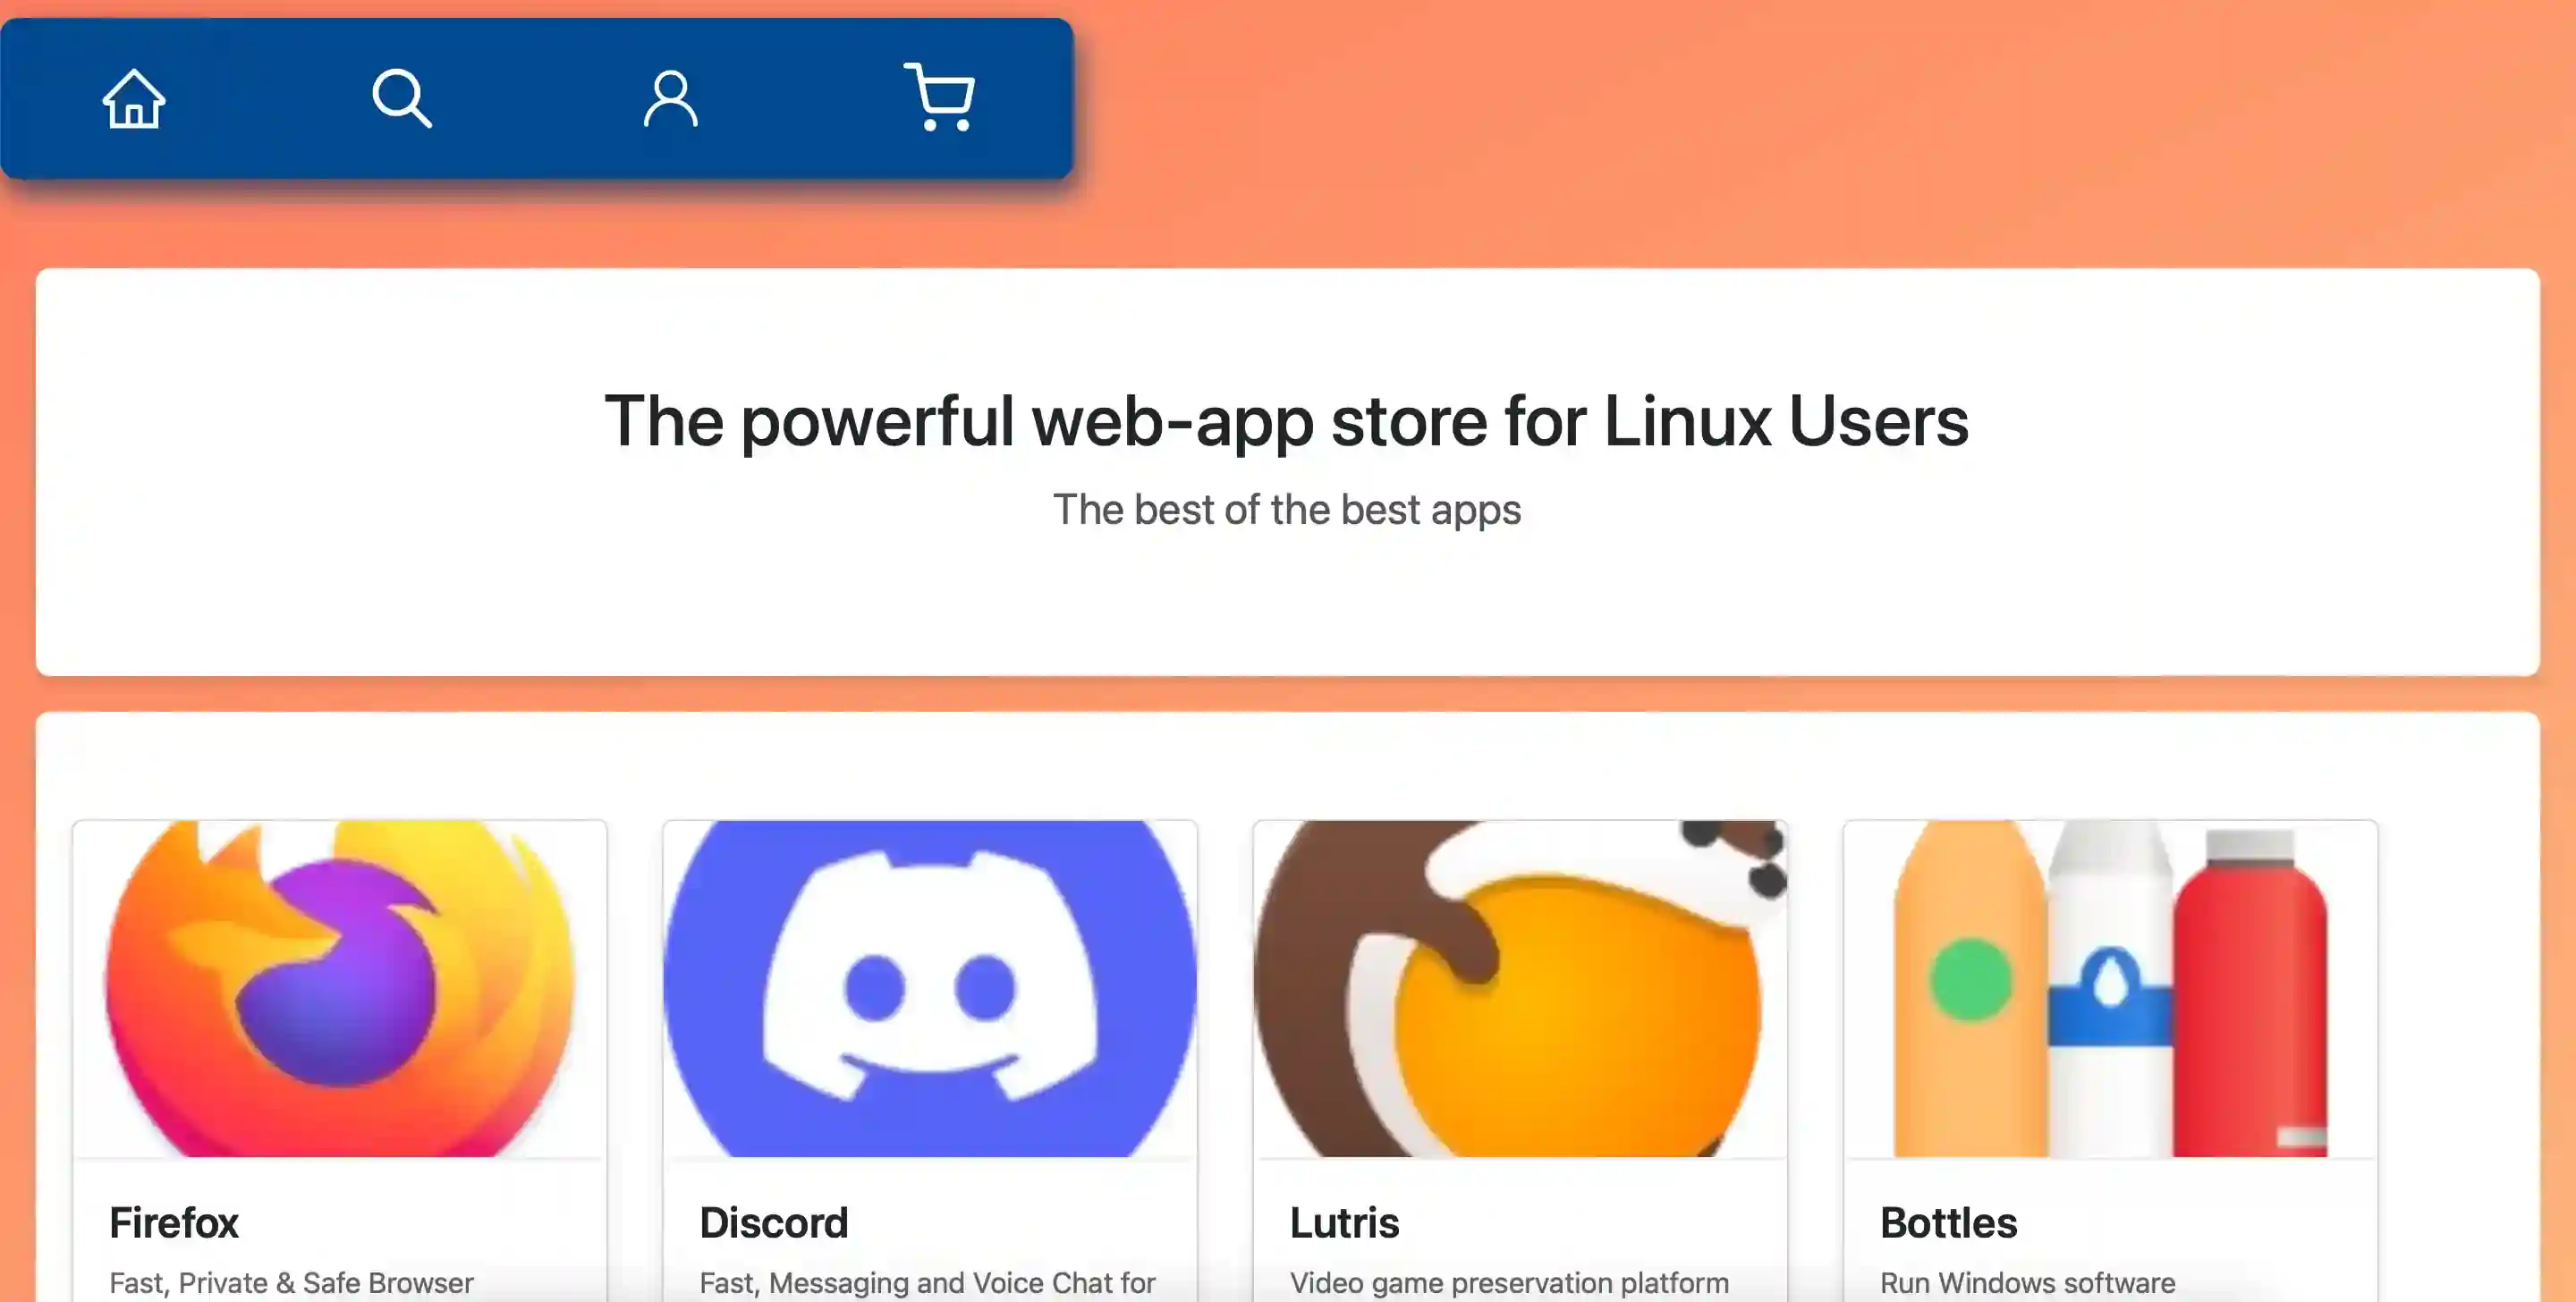 The powerful web-app store for Linux Users
The best of the best apps
Firefox
Fast, Private & Safe Browser
Discord
Fast, Messaging and Voice Chat for
Lutris
Video game preservation platform
Bottles
Run Windows software